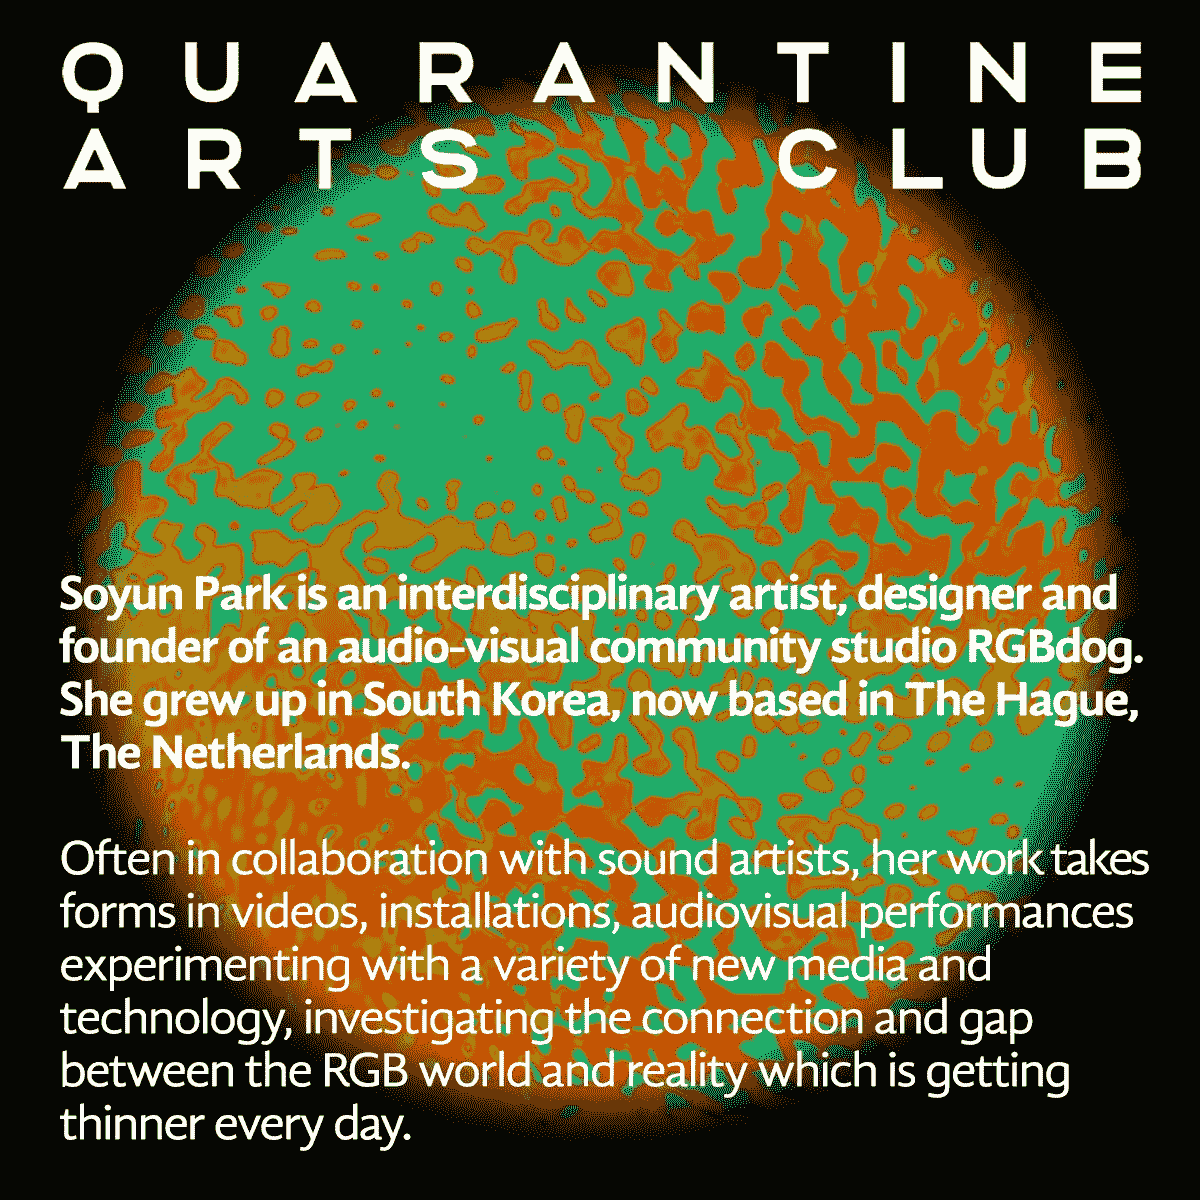 QUARANTINE
ARTS CLUB
Soyun Park is an interdisciplinary artist, designer and
founder of an audio-visual community studio RGBdog.
She grew up in South Korea, now based in The Hague,
The Netherlands.
Often in collaboration with sound artists, her work takes
forms in videos, installations, audiovisual performances
experimenting with a variety of new media and
technology, investigating the connection and gap
between the RGB world and reality which is getting
thinner every day.